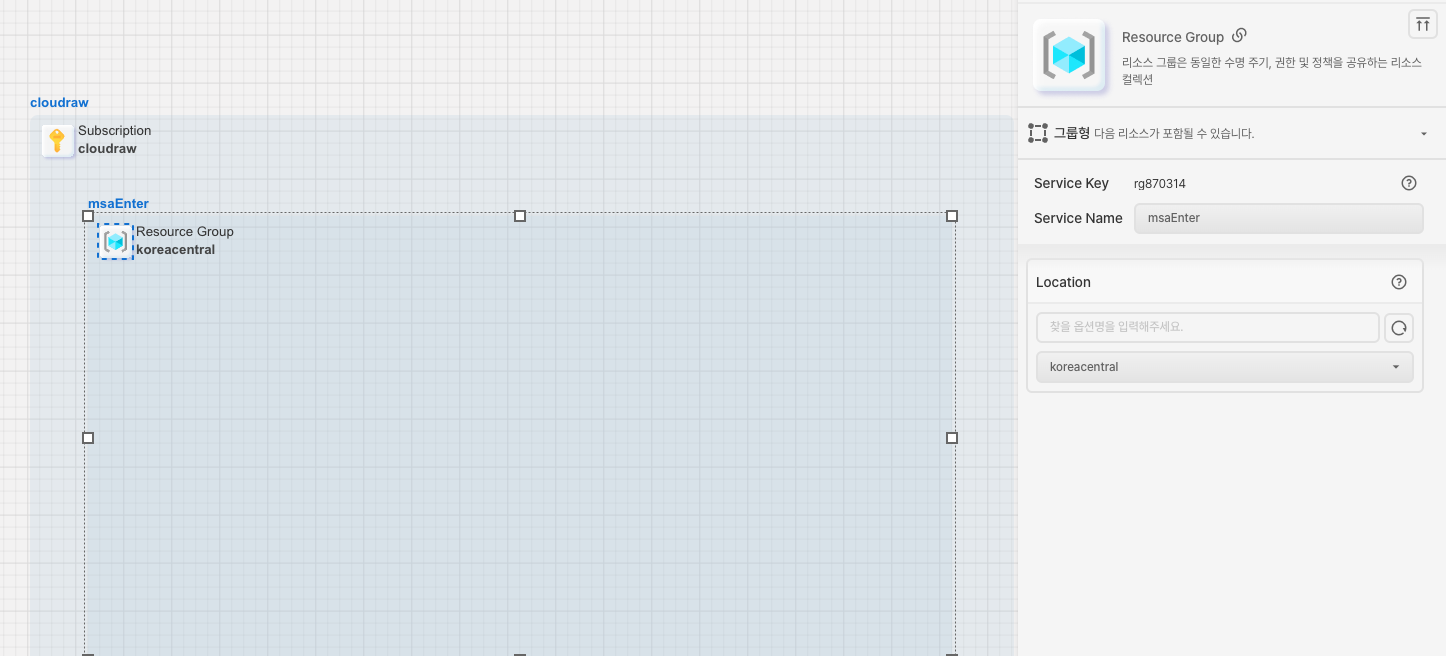 cloudraw
Subscription
cloudraw
msaEnter
Resource Group
koreacentral
Resource Group
리소스 그룹은 동일한 수명 주기, 권한 및 정책을 공유하는 리소스
컬렉션
그룹형 다음 리소스가 포함될 수 있습니다.
Service Key rg870314
Service Name msaEnter
Location
찾을 옵션명을 입력해주세요.
koreacentral